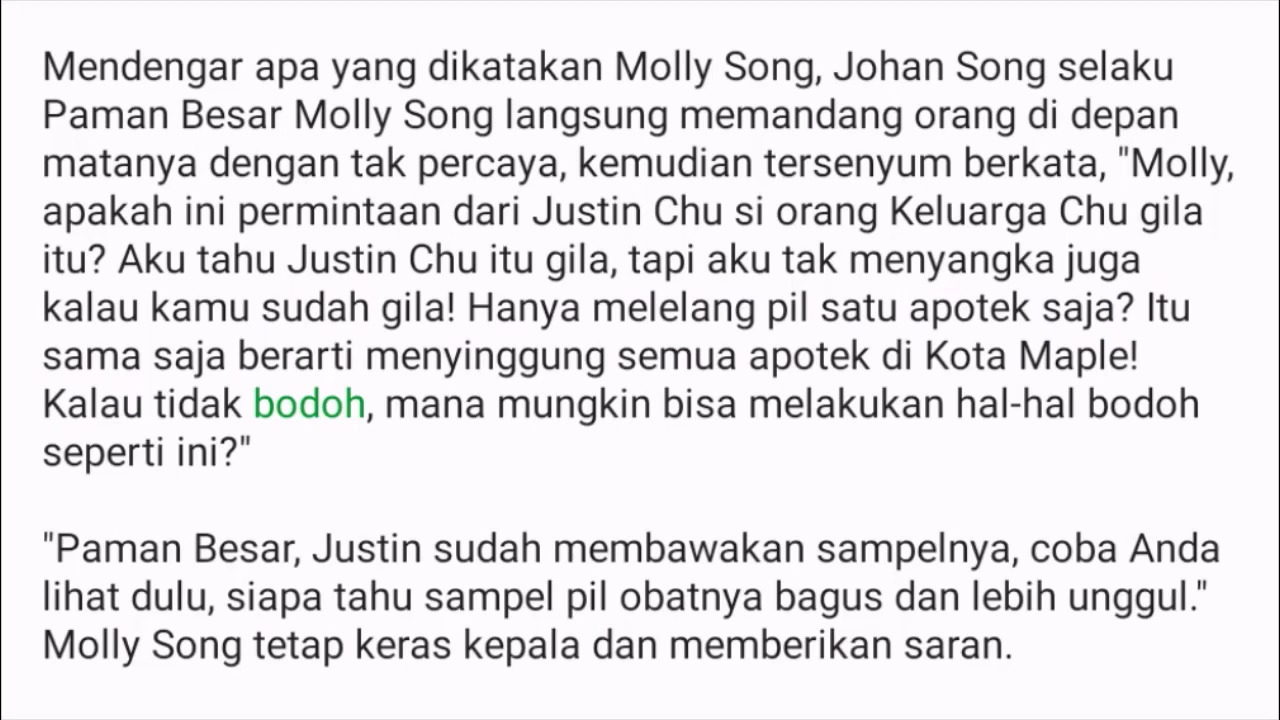 Mendengar apa yang dikatakan Molly Song, Johan Song selaku
Paman Besar Molly Song langsung memandang orang di depan
matanya dengan tak percaya, kemudian tersenyum berkata, "Molly,
apakah ini permintaan dari Justin Chu si orang Keluarga Chu gila
itu? Aku tahu Justin Chu itu gila, tapi aku tak menyangka juga
kalau kamu sudah gila! Hanya melelang pil satu apotek saja? Itu
sama saja berarti menyinggung semua apotek di Kota Maple!
Kalau tidak bodoh, mana mungkin bisa melakukan hal-hal bodoh
seperti ini?"
"Paman Besar, Justin sudah membawakan sampelnya, coba Anda
lihat dulu, siapa tahu sampel pil obatnya bagus dan lebih unggul."
Molly Song tetap keras kepala dan memberikan saran.